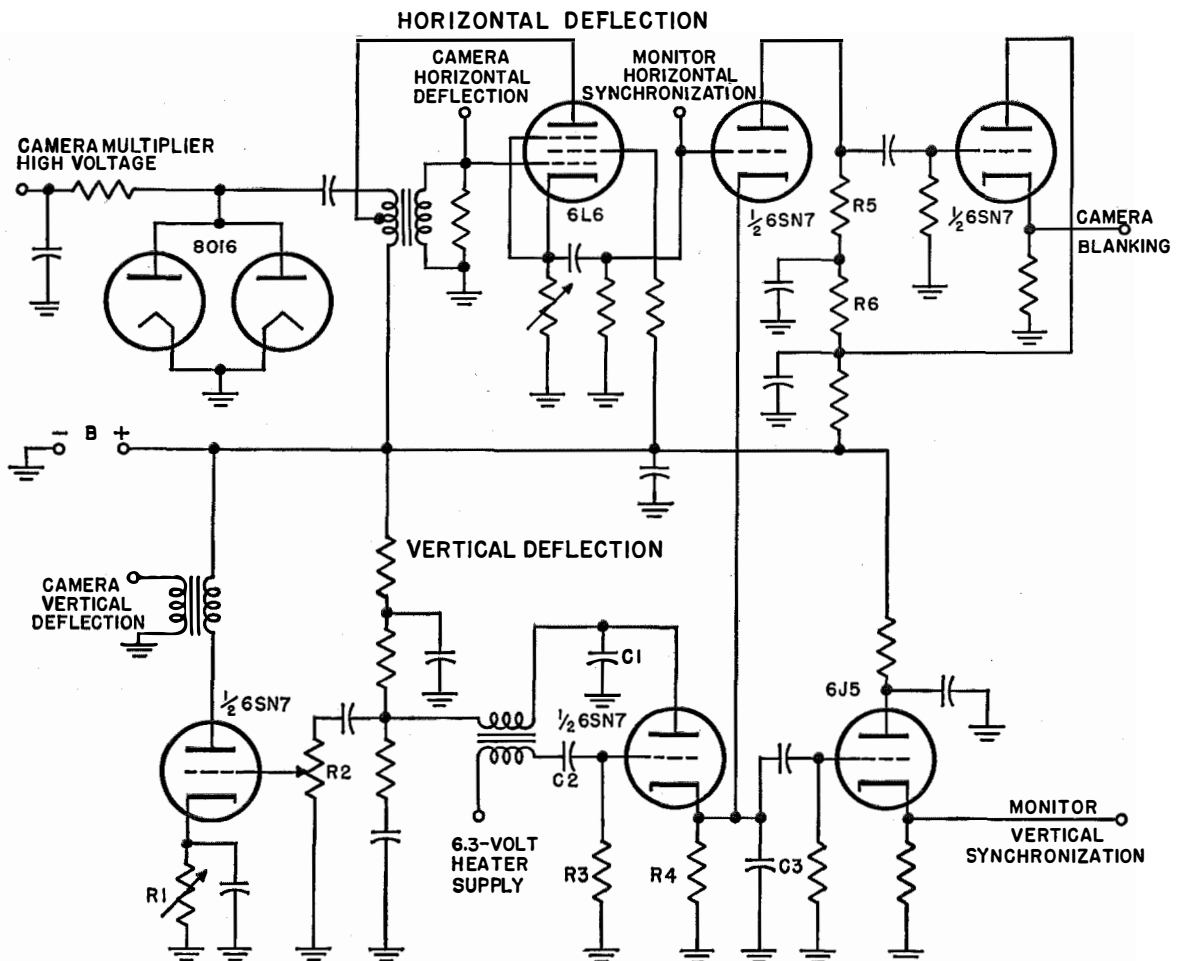 HORIZONTAL DEFLECTION
CAMERA
HORIZONTAL
DEFLECTION
MONITOR
HORIZONTAL
SYNCHRONIZATION
CAMERA MULTIPLIER
HIGH VOLTAGE
8016
6L6
½ 6SN7
R5
½ 6SN7
CAMERA
BLANKING
R6
- B +
VERTICAL DEFLECTION
CAMERA
VERTICAL
DEFLECTION
C1
½ 6SN7
½ 6SN7
6J5
R2
C2
6.3-VOLT
HEATER
SUPPLY
R1
R3
R4
C3
MONITOR
VERTICAL
SYNCHRONIZATION